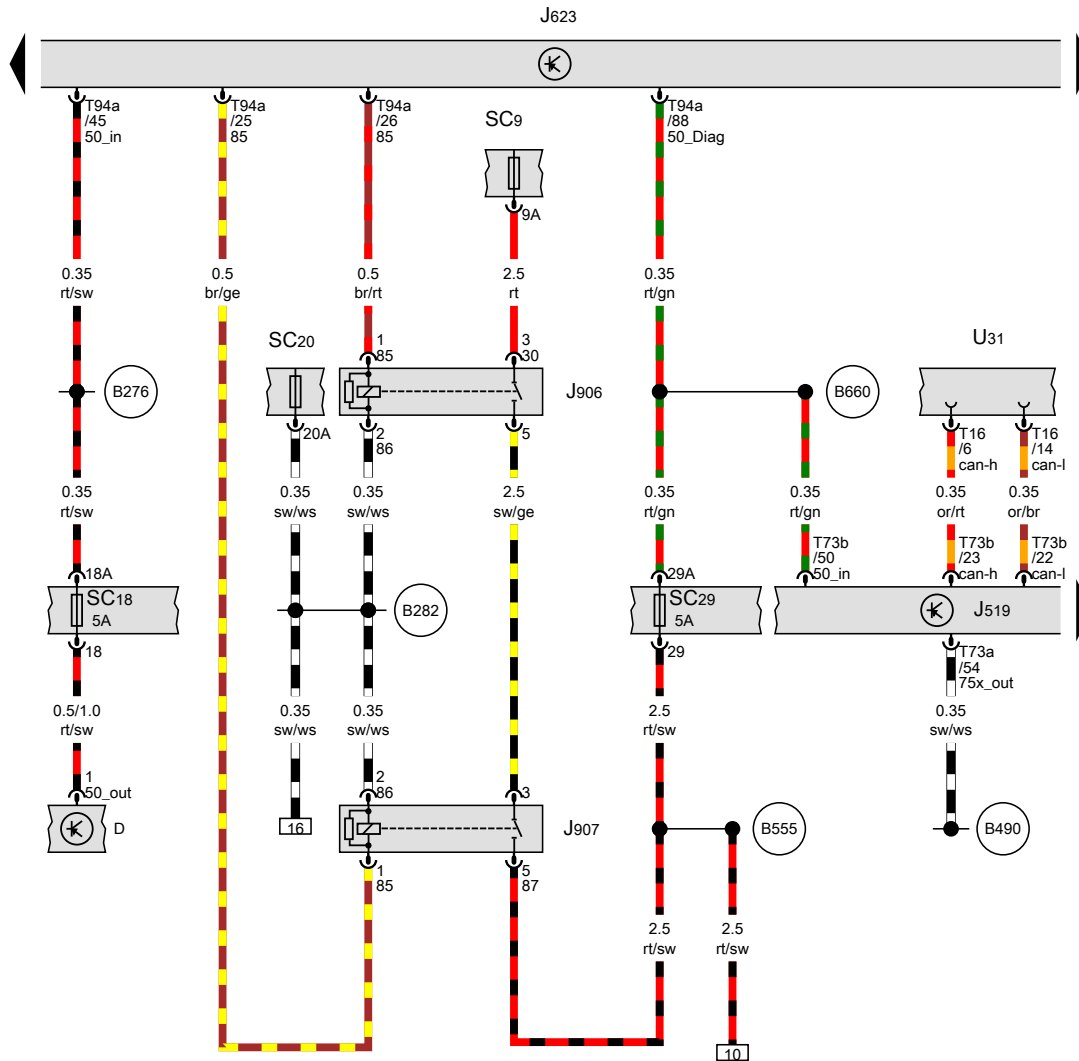 J623
T94a
/45
50_in
T94a
/25
85
T94a
/26
85
T94a
/88
50_Diag
SC9
9A
0.35
rt/sw
0.5
br/ge
0.5
br/rt
2.5
rt
0.35
rt/gn
B276
SC20
20A
1
85
3
30
J906
2
86
5
B660
U31
T16
/6
can-h
T16
/14
can-l
0.35
rt/sw
0.35
sw/ws
0.35
sw/ws
2.5
sw/ge
0.35
rt/gn
0.35
rt/gn
0.35
or/rt
0.35
or/br
18A
SC18
5A
18
B282
29A
SC29
5A
29
T73b
/50
50_in
T73b
/23
can-h
T73b
/22
can-l
J519
T73a
/54
75x_out
0.5/1.0
rt/sw
0.35
sw/ws
0.35
sw/ws
2.5
rt/sw
0.35
sw/ws
1
50_out
D
16
2
86
3
J907
1
85
5
87
B555
B490
2.5
rt/sw
2.5
rt/sw
10